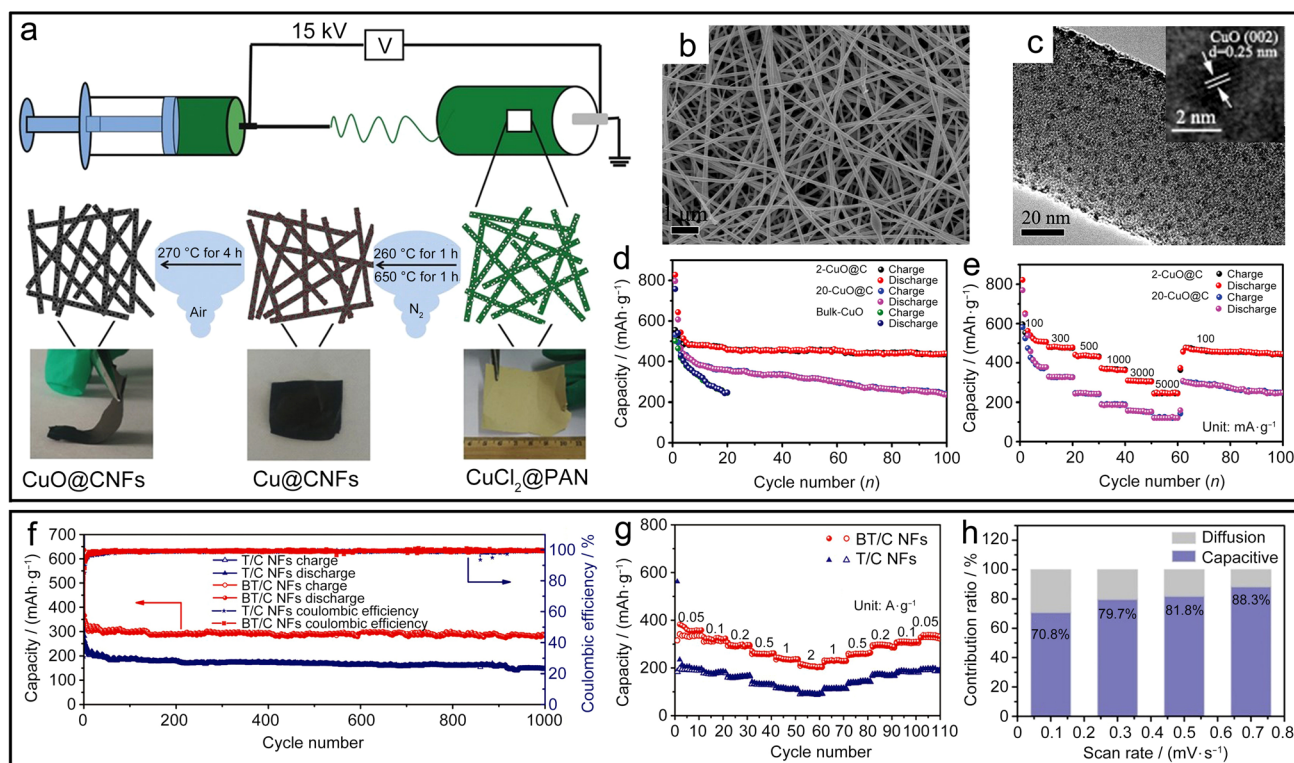 a
15 kV
V
270 °C for 4 h
Air
260 °C for 1 h
650 °C for 1 h
N₂
CuO@CNFs
Cu@CNFs
CuCl₂@PAN
b
1 μm
c
CuO (002)
d=0.25 nm
2 nm
20 nm
d
800
600
400
200
0
Capacity / (mAh·g⁻¹)
2-CuO@C
Charge
Discharge
20-CuO@C
Charge
Discharge
Bulk-CuO
Charge
Discharge
0 20 40 60 80 100
Cycle number (n)
e
800
600
400
200
0
Capacity / (mAh·g⁻¹)
2-CuO@C
Charge
Discharge
20-CuO@C
Charge
Discharge
100
300
500
1000
3000
5000
100
Unit: mA·g⁻¹
0 20 40 60 80 100
Cycle number (n)
f
700
600
500
400
300
200
150
0
Capacity / (mAh·g⁻¹)
T/C NFs charge
T/C NFs discharge
BT/C NFs charge
BT/C NFs discharge
T/C NFs coulombic efficiency
BT/C NFs coulombic efficiency
100
80
60
40
20
0
Coulombic efficiency / %
0 200 400 600 800 1000
Cycle number
g
800
600
400
200
0
Capacity / (mAh·g⁻¹)
BT/C NFs
T/C NFs
Unit: A·g⁻¹
0.05
0.1
0.2
0.5
1
2
1
0.5
0.2
0.1
0.05
0 10 20 30 40 50 60 70 80 90 100 110
Cycle number
h
120
100
80
60
40
20
0
Contribution ratio / %
Diffusion
Capacitive
70.8%
79.7%
81.8%
88.3%
0.1 0.2 0.3 0.4 0.5 0.6 0.7 0.8
Scan rate / (mV·s⁻¹)